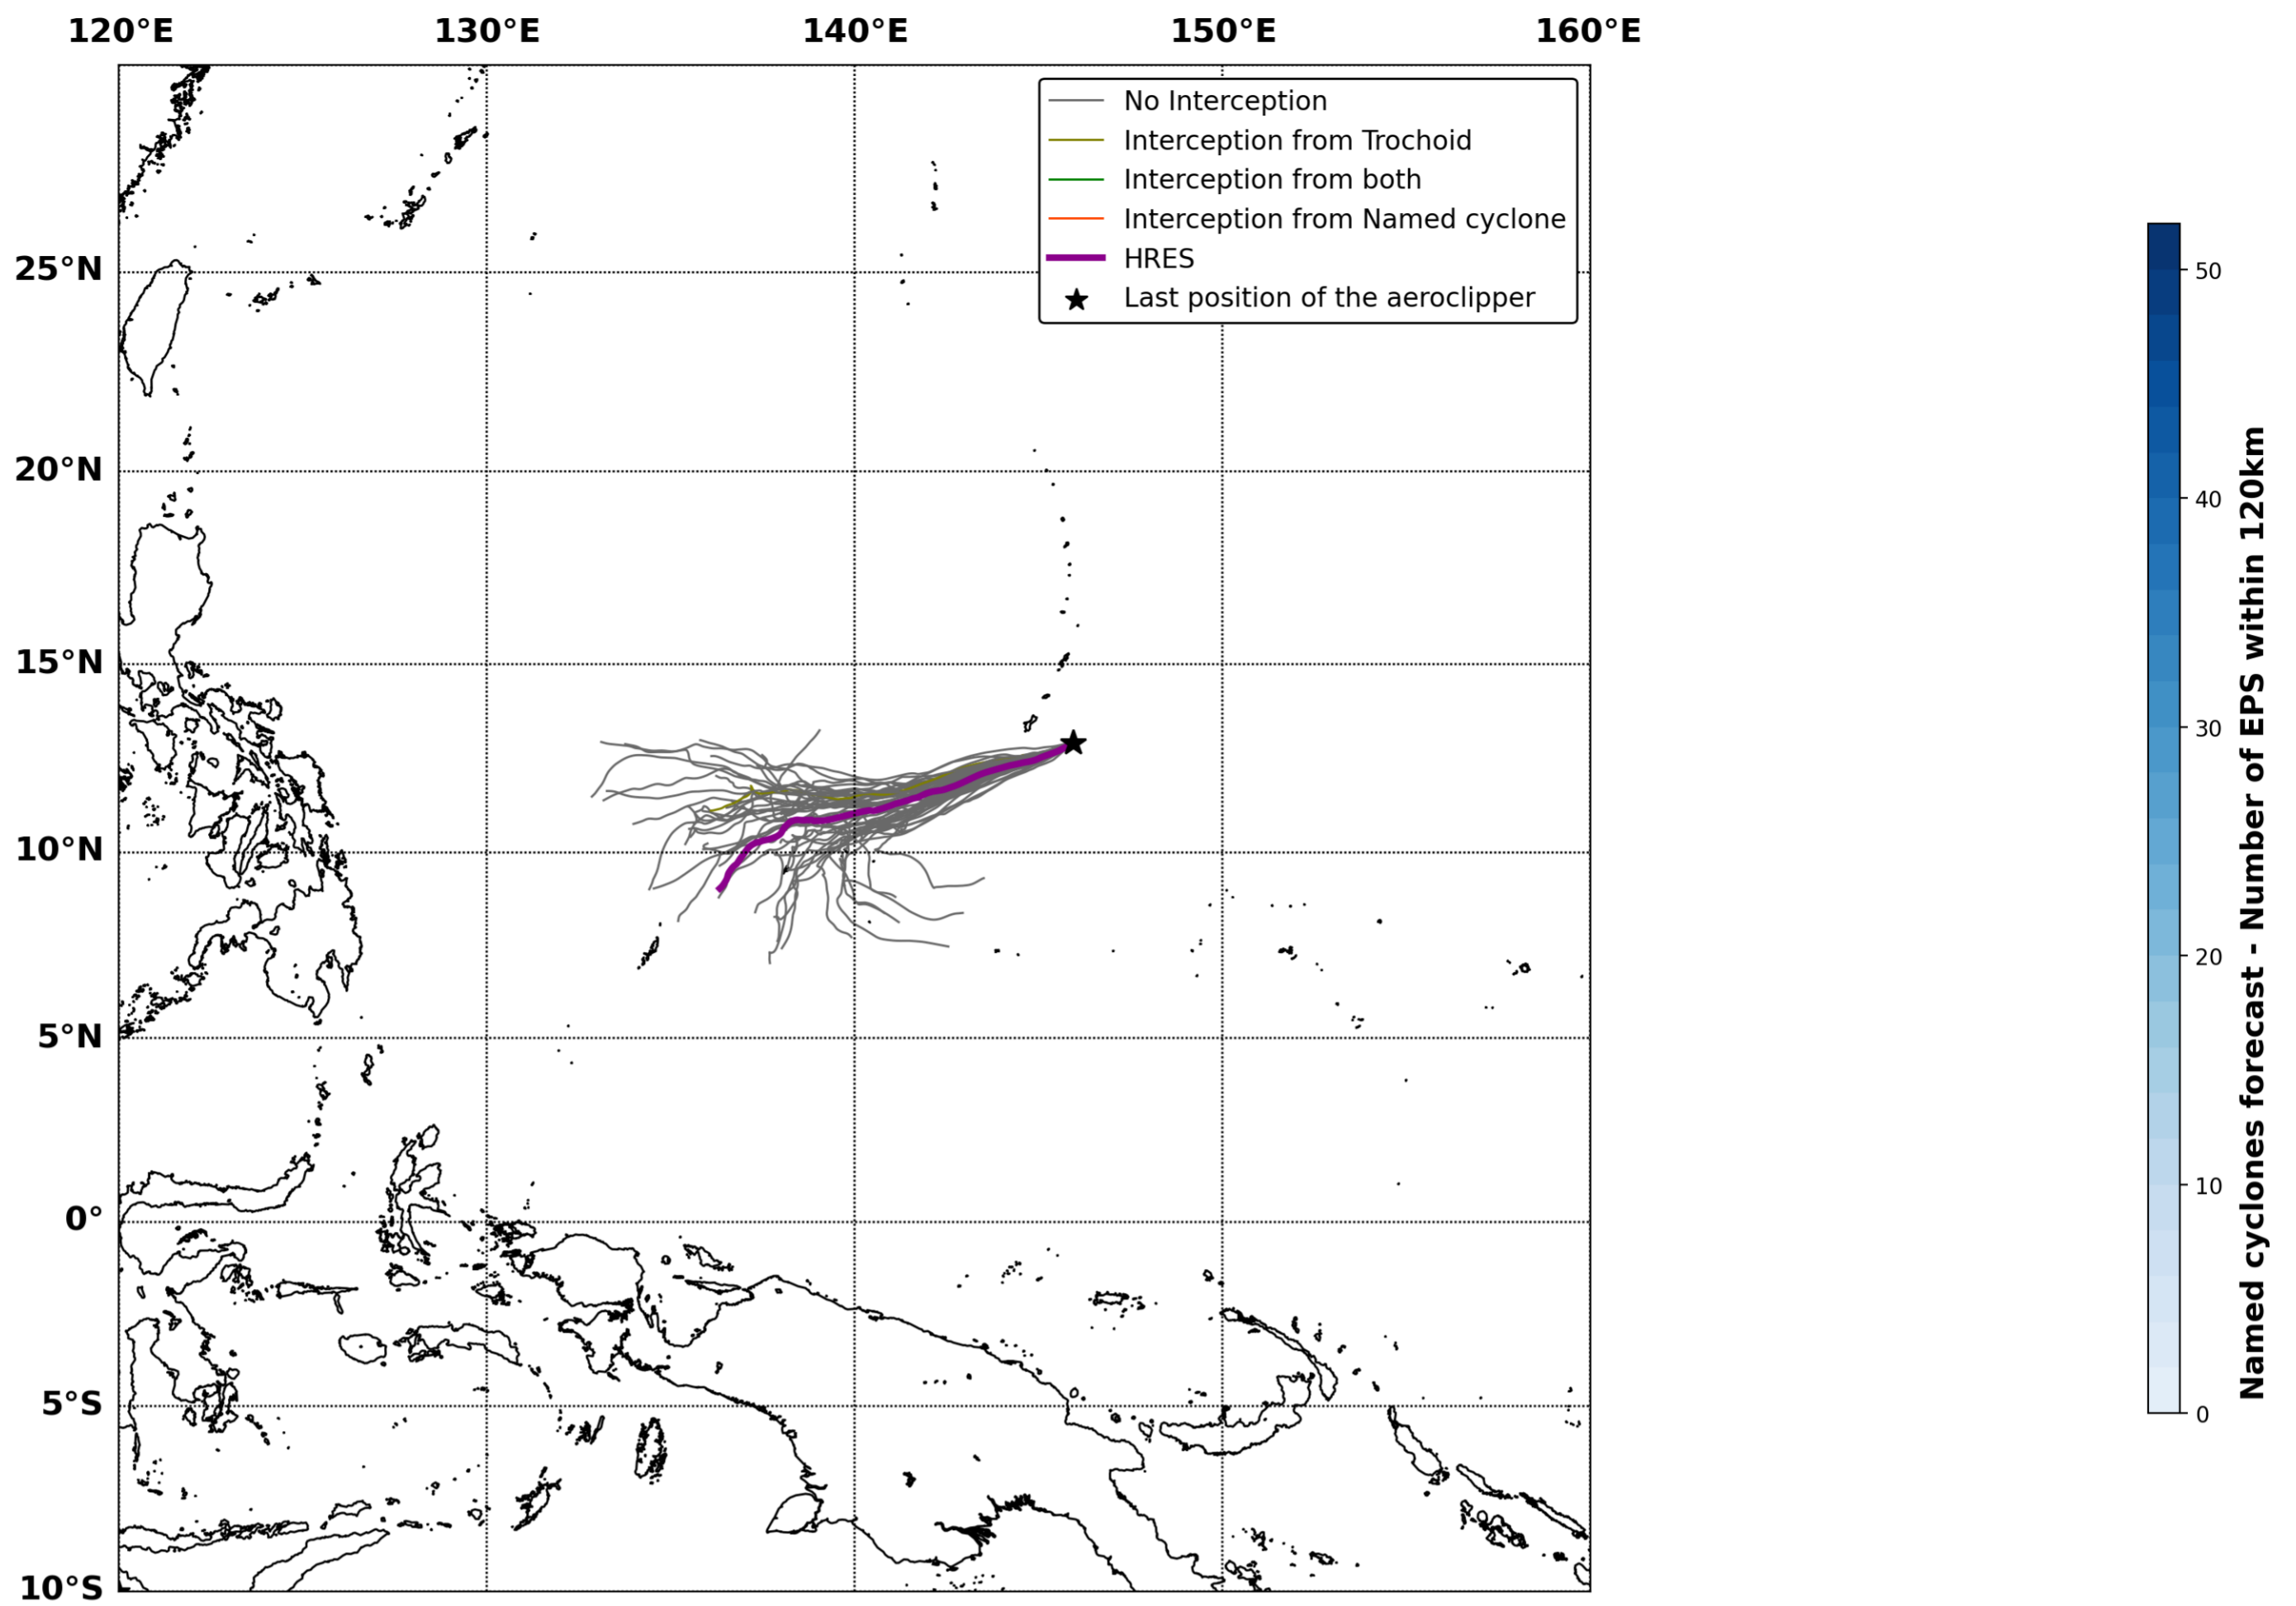 120°E 130°E 140°E 150°E 160°E
No Interception
Interception from Trochoid
Interception from both
Interception from Named cyclone
HRES
Last position of the aeroclipper
25°N
20°N
15°N
10°N
5°N
0°
5°S
10°S
50
40
30
20
10
0
Named cyclones forecast - Number of EPS within 120km